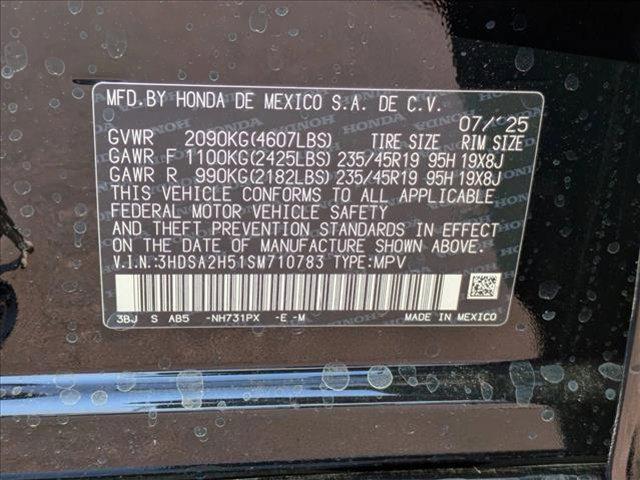 MFD.BY HONDA DE MEXICO S.A. DE C.V.
07/ 25
GVWR 2090KG(4607LBS) TIRE SIZE RIM SIZE
GAWR F 1100KG(2425LBS) 235/45R19 95H 19X8J
GAWR R 990KG(2182LBS) 235/45R19 95H 19X8J
THIS VEHICLE CONFORMS TO ALL APPLICABLE
FEDERAL MOTOR VEHICLE SAFETY
AND THEFT PREVENTION STANDARDS IN EFFECT
ON THE DATE OF MANUFACTURE SHOWN ABOVE.
V.I.N.:3HDSA2H51SM710783 TYPE:MPV
3BJ S AB5 -NH731PX -E -M MADE IN MEXICO